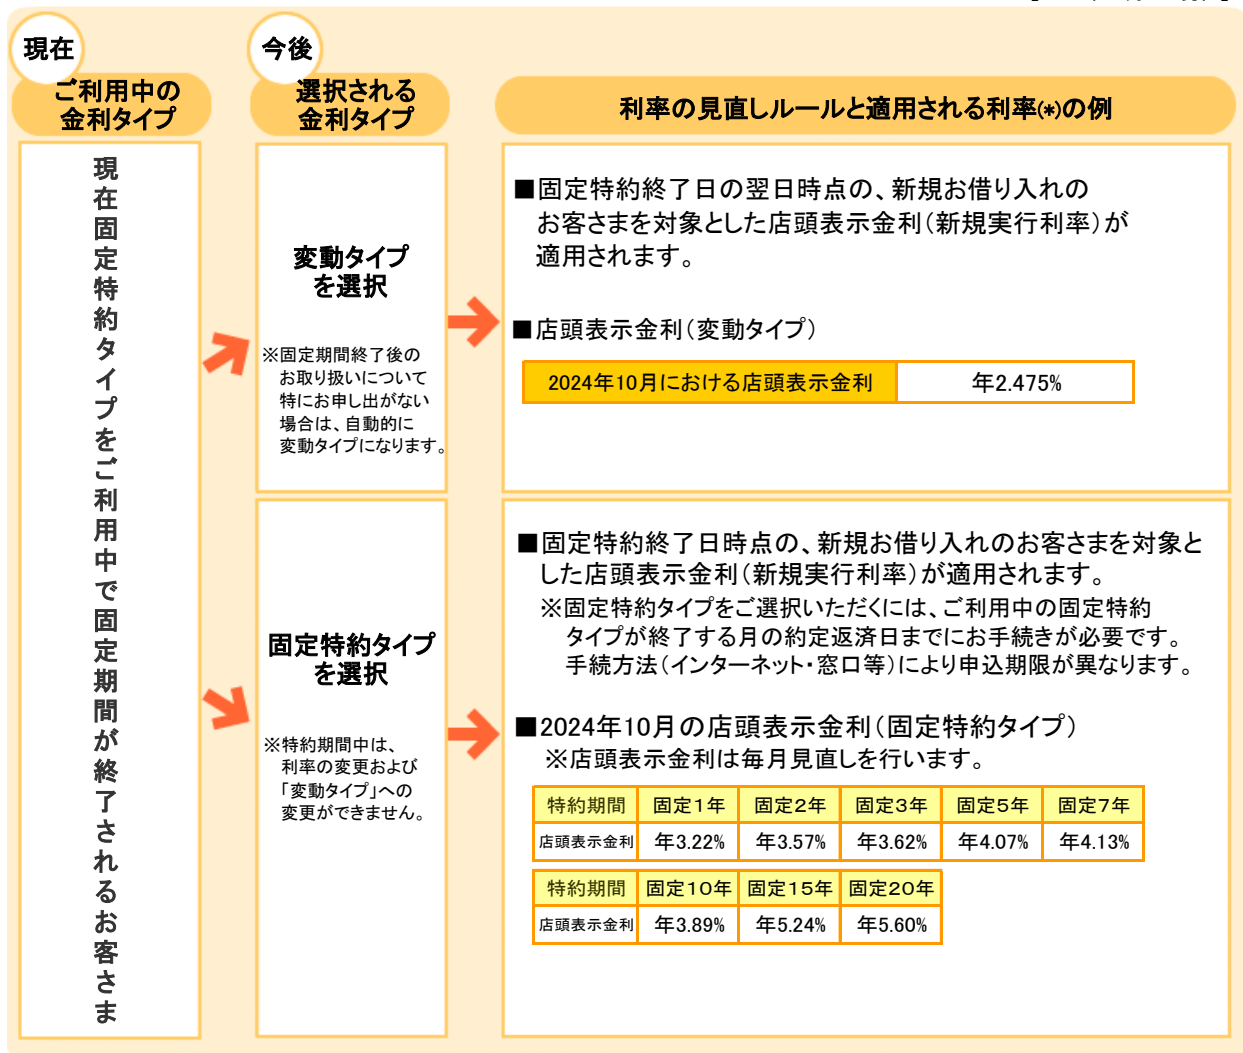 現在
ご利用中の
金利タイプ
今後
選択される
金利タイプ
利率の見直しルールと適用される利率(*)の例
現在固定特約タイプをご利用中で固定期間が終了されるお客さま
変動タイプ
を選択
※固定期間終了後の
お取り扱いについて
特にお申し出がない
場合は、自動的に
変動タイプになります。
■固定特約終了日の翌日時点の、新規お借り入れの
お客さまを対象とした店頭表示金利(新規実行利率)が
適用されます。
■店頭表示金利(変動タイプ)
2024年10月における店頭表示金利 年2.475%
固定特約タイプ
を選択
※特約期間中は、
利率の変更および
「変動タイプ」への
変更ができません。
■固定特約終了日時点の、新規お借り入れのお客さまを対象と
した店頭表示金利(新規実行利率)が適用されます。
※固定特約タイプをご選択いただくには、ご利用中の固定特約
タイプが終了する月の約定返済日までにお手続きが必要です。
手続方法(インターネット・窓口等)により申込期限が異なります。
■2024年10月の店頭表示金利(固定特約タイプ)
※店頭表示金利は毎月見直しを行います。
特約期間 固定1年 固定2年 固定3年 固定5年 固定7年
店頭表示金利 年3.22% 年3.57% 年3.62% 年4.07% 年4.13%
特約期間 固定10年 固定15年 固定20年
店頭表示金利 年3.89% 年5.24% 年5.60%